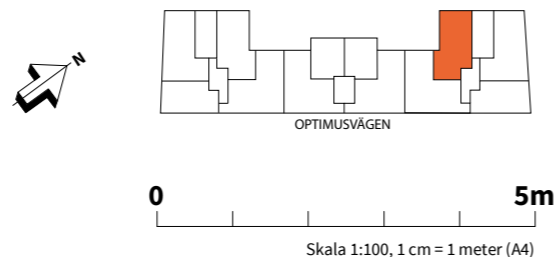 N
OPTIMUSVÄGEN
0 5m
Skala 1:100, 1 cm = 1 meter (A4)